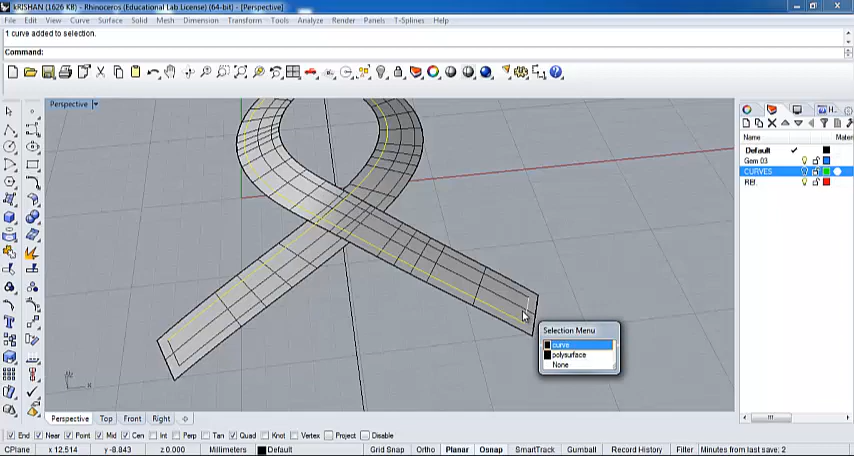 kRISHAN (1626 KB) - Rhinoceros (Educational Lab License) (64-bit) - [Perspective]
File Edit View Curve Surface Solid Mesh Dimension Transform Tools Analyze Render Panels T-Splines Help
1 curve added to selection.
Command:
Perspective
Name Mater
Default
Gem 03
CURVES
Selection Menu
curve
polysurface
None
Perspective Top Front Right
End Near Point Mid Cen Int Perp Tan Quad Knot Vertex Project Disable
CPlane x 12.514 y -8.843 z 0.000 Millimeters Default Grid Snap Ortho Planar Osnap SmartTrack Gumball Record History Filter Minutes from last save: 2